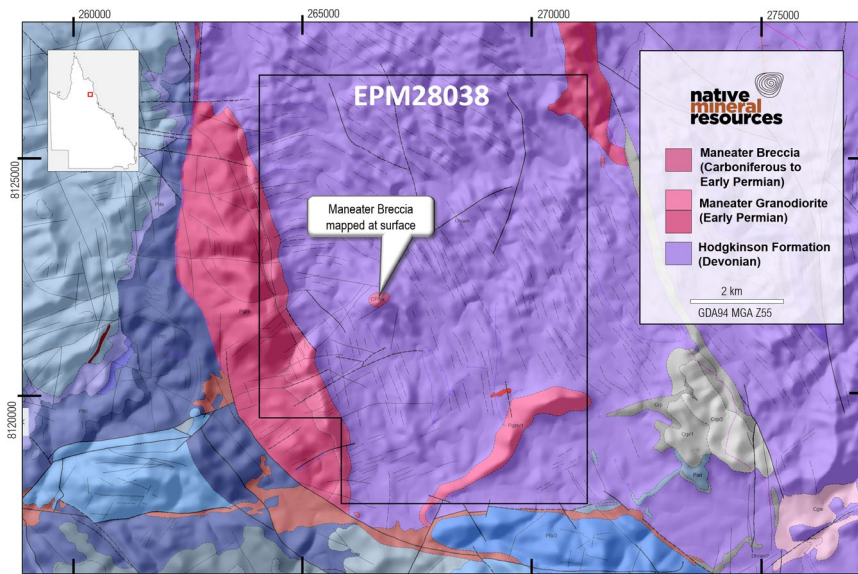 260000
265000
270000
275000
8125000
8120000
EPM28038
Maneater Breccia
mapped at surface
native
mineral
resources
Maneater Breccia
(Carboniferous to
Early Permian)
Maneater Granodiorite
(Early Permian)
Hodgkinson Formation
(Devonian)
2 km
GDA94 MGA Z55